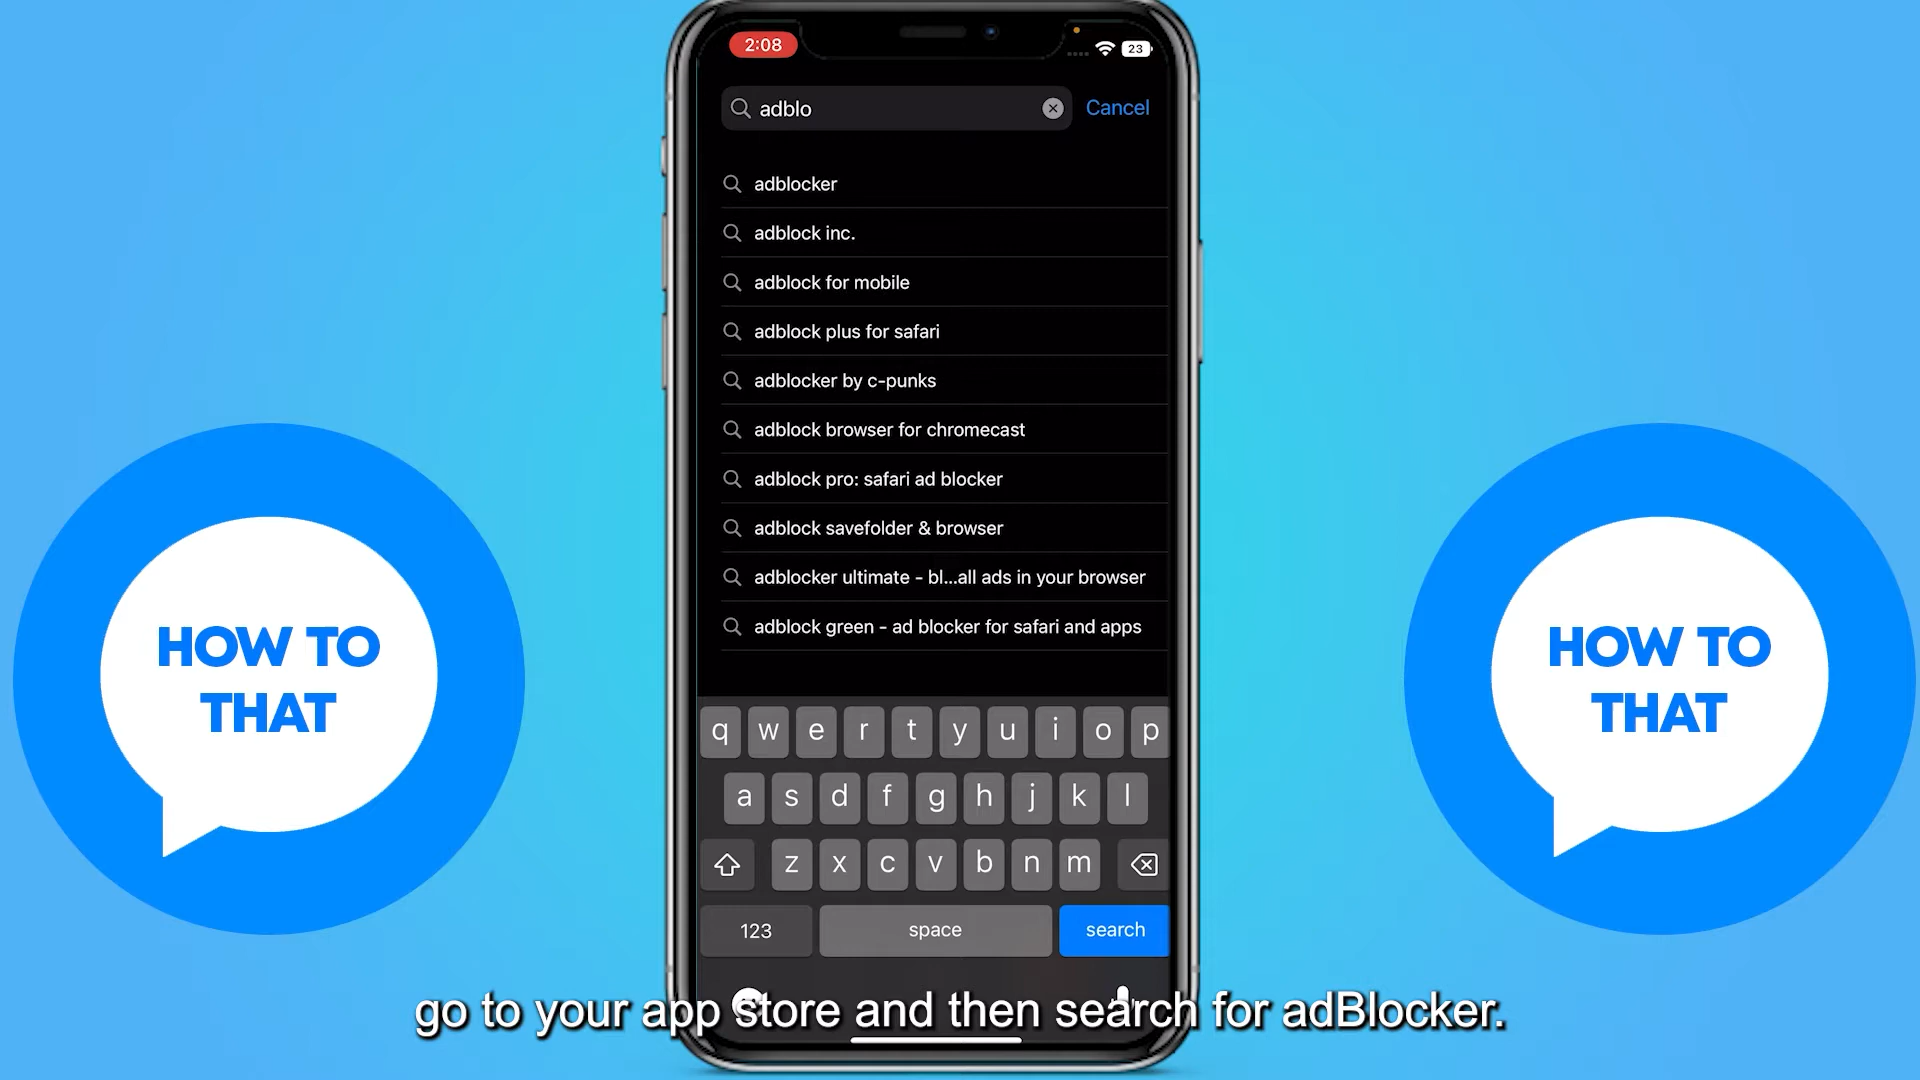 2:08
23
adblo
Cancel
adblocker
adblock inc.
adblock for mobile
adblock plus for safari
adblocker by c-punks
adblock browser for chromecast
adblock pro: safari ad blocker
adblock savefolder & browser
adblocker ultimate - bl...all ads in your browser
adblock green - ad blocker for safari and apps
HOW TO
THAT
HOW TO
THAT
q w e r t y u i o p
a s d f g h j k l
z x c v b n m
123 space search
go to your app store and then search for adBlocker.